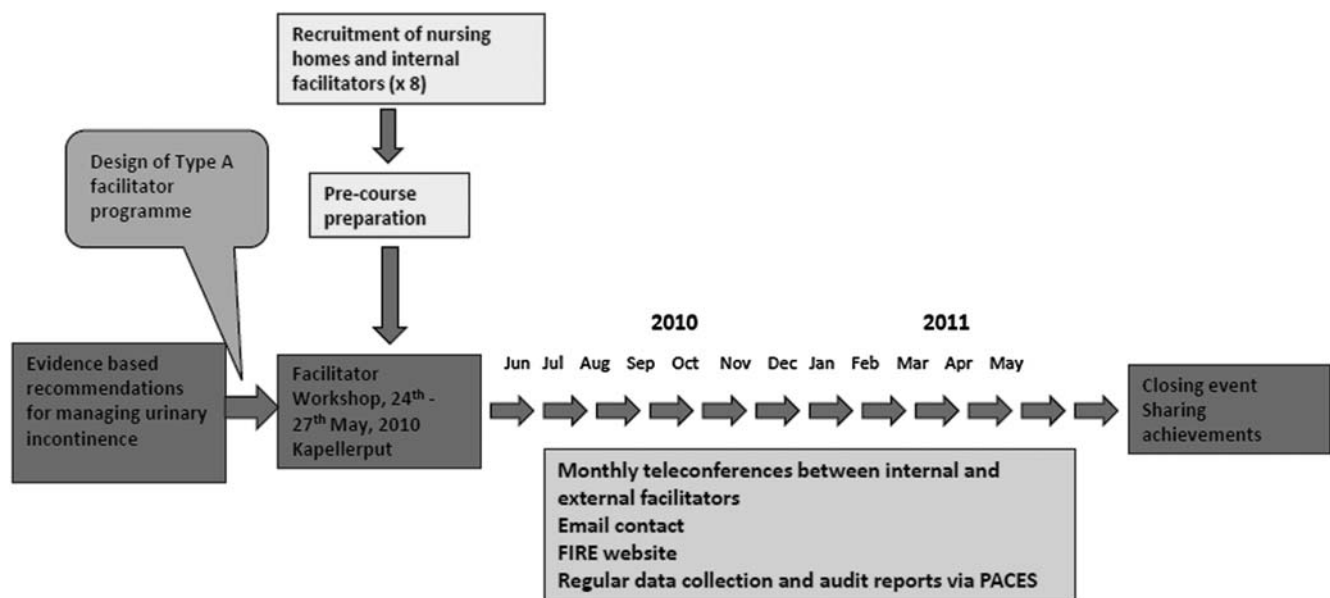 Recruitment of nursing
homes and internal
facilitators (x 8)
Design of Type A
facilitator
programme
Pre-course
preparation
Evidence based
recommendations
for managing urinary
incontinence
Facilitator
Workshop, 24th -
27th May, 2010
Kapellerput
2010 2011
Jun Jul Aug Sep Oct Nov Dec Jan Feb Mar Apr May
Closing event
Sharing
achievements
Monthly teleconferences between internal and
external facilitators
Email contact
FIRE website
Regular data collection and audit reports via PACES